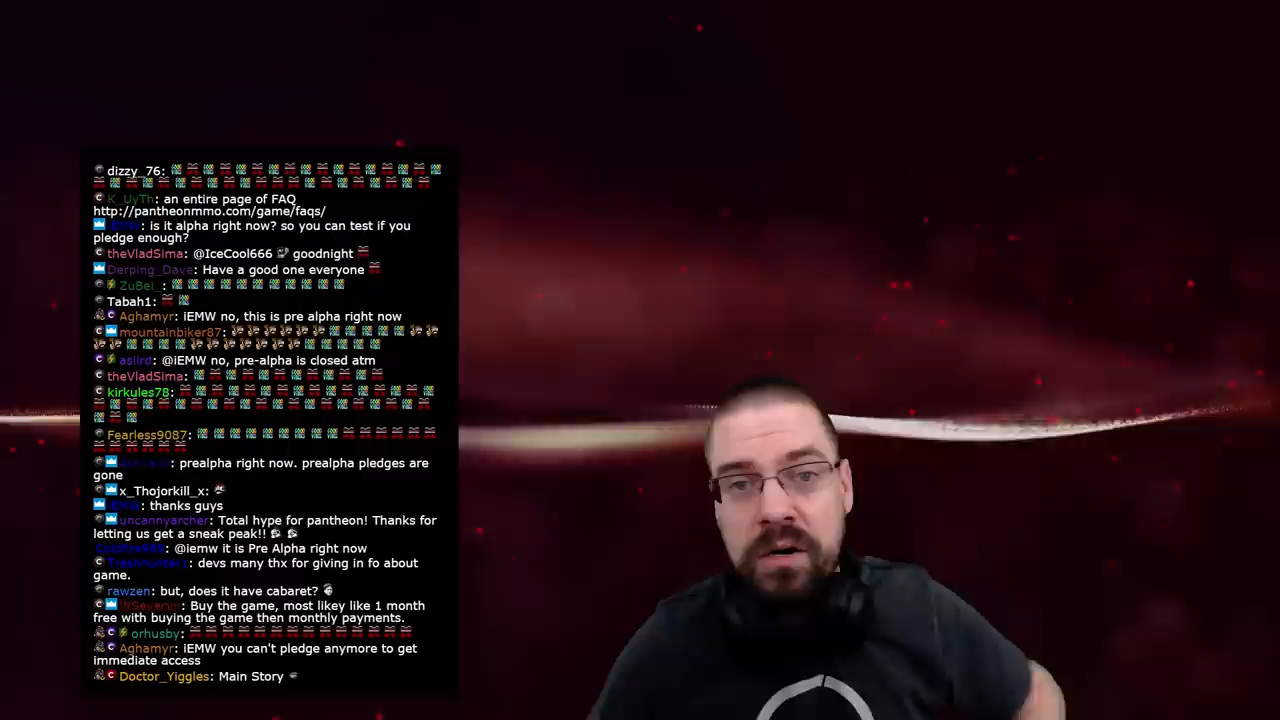 dizzy_76:
K_UyTh: an entire page of FAQ
http://pantheonmmo.com/game/faqs/
: is it alpha right now? so you can test if you
pledge enough?
theVladSima: @IceCool666 goodnight
Derping_Dave: Have a good one everyone
ZuBei_:
Tabah1:
Aghamyr: iEMW no, this is pre alpha right now
mountainbiker87:
asiird: @iEMW no, pre-alpha is closed atm
theVladSima:
kirkules78:
Fearless9087:
: prealpha right now. prealpha pledges are
gone
x_Thojorkill_x:
: thanks guys
uncannyarcher: Total hype for pantheon! Thanks for
letting us get a sneak peak!!
: @iemw it is Pre Alpha right now
: devs many thx for giving in fo about
game.
rawzen: but, does it have cabaret?
: Buy the game, most likey like 1 month
free with buying the game then monthly payments.
orhusby:
Aghamyr: iEMW you can't pledge anymore to get
immediate access
Doctor_Yiggles: Main Story